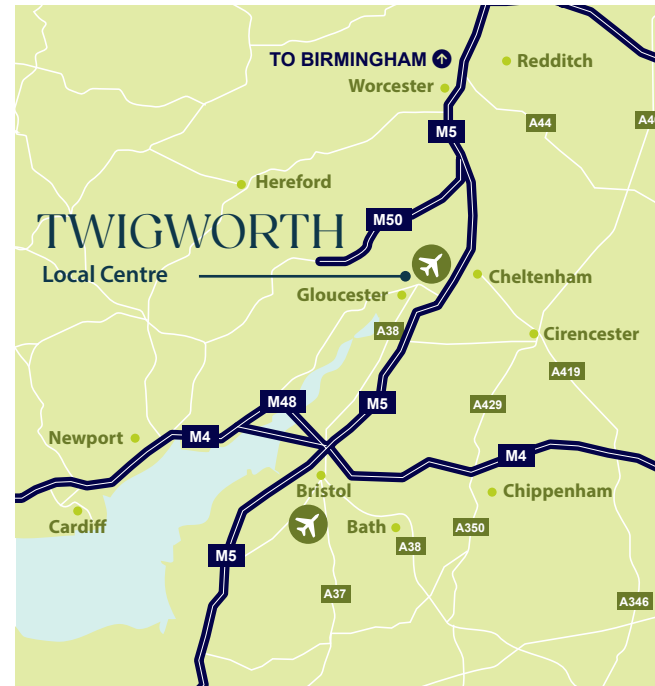 TO BIRMINGHAM
Redditch
Worcester
A44
M5
Hereford
M50
TWIGWORTH
Local Centre
Cheltenham
Gloucester
A38
Cirencester
A419
M48
M5
A429
Newport
M4
M4
Bristol
Chippenham
Cardiff
Bath
A350
A38
M5
A37
A346